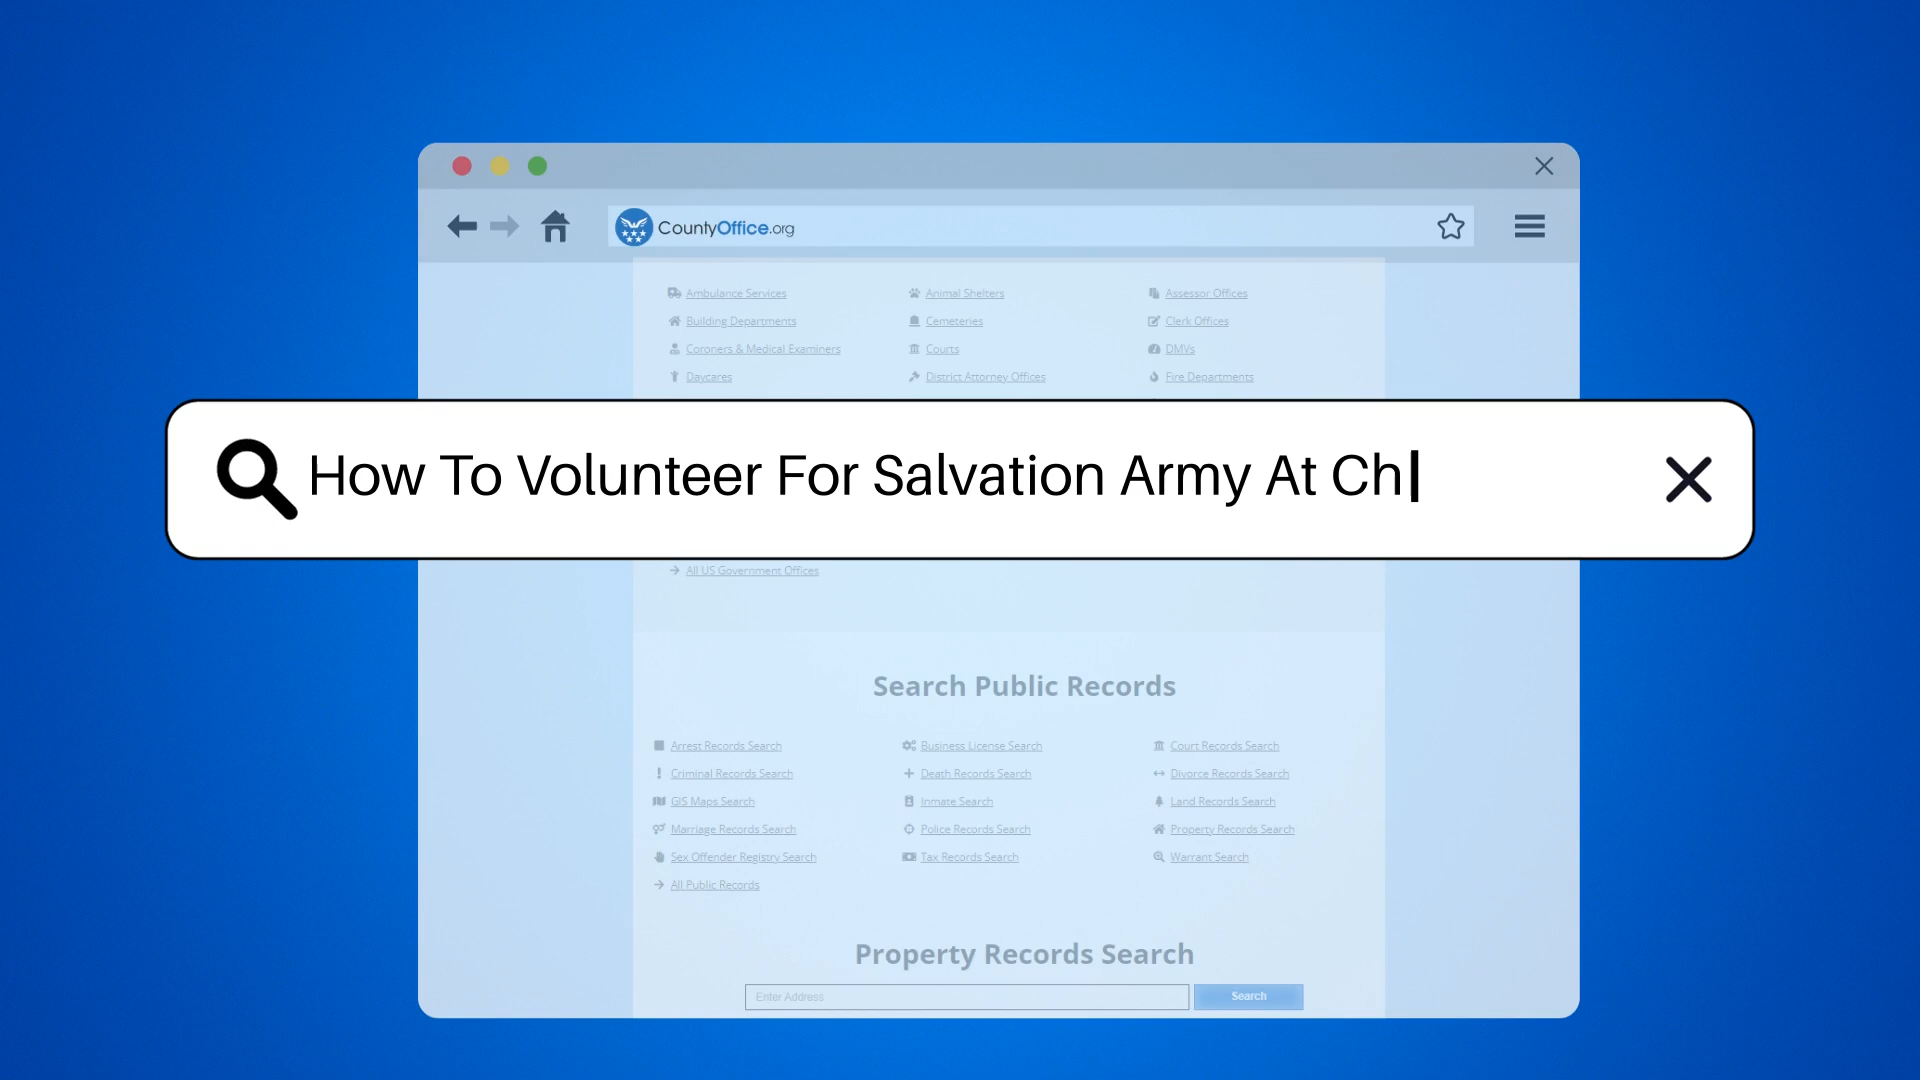 CountyOffice.org
Ambulance Services Animal Shelters Assessor Offices
Building Departments Cemeteries Clerk Offices
Coroners & Medical Examiners Courts DMVs
Daycares District Attorney Offices Fire Departments
How To Volunteer For Salvation Army At Ch
All US Government Offices
Search Public Records
Arrest Records Search Business License Search Court Records Search
Criminal Records Search Death Records Search Divorce Records Search
GIS Maps Search Inmate Search Land Records Search
Marriage Records Search Police Records Search Property Records Search
Sex Offender Registry Search Tax Records Search Warrant Search
All Public Records
Property Records Search
Enter Address Search